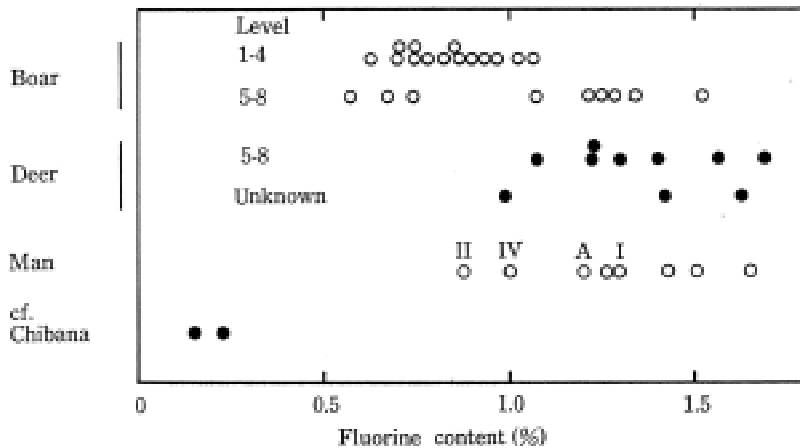 Level
Boar
1-4
5-8
Deer
5-8
Unknown
Man
II IV A I
cf.
Chibana
0 0.5 1.0 1.5
Fluorine content (%)